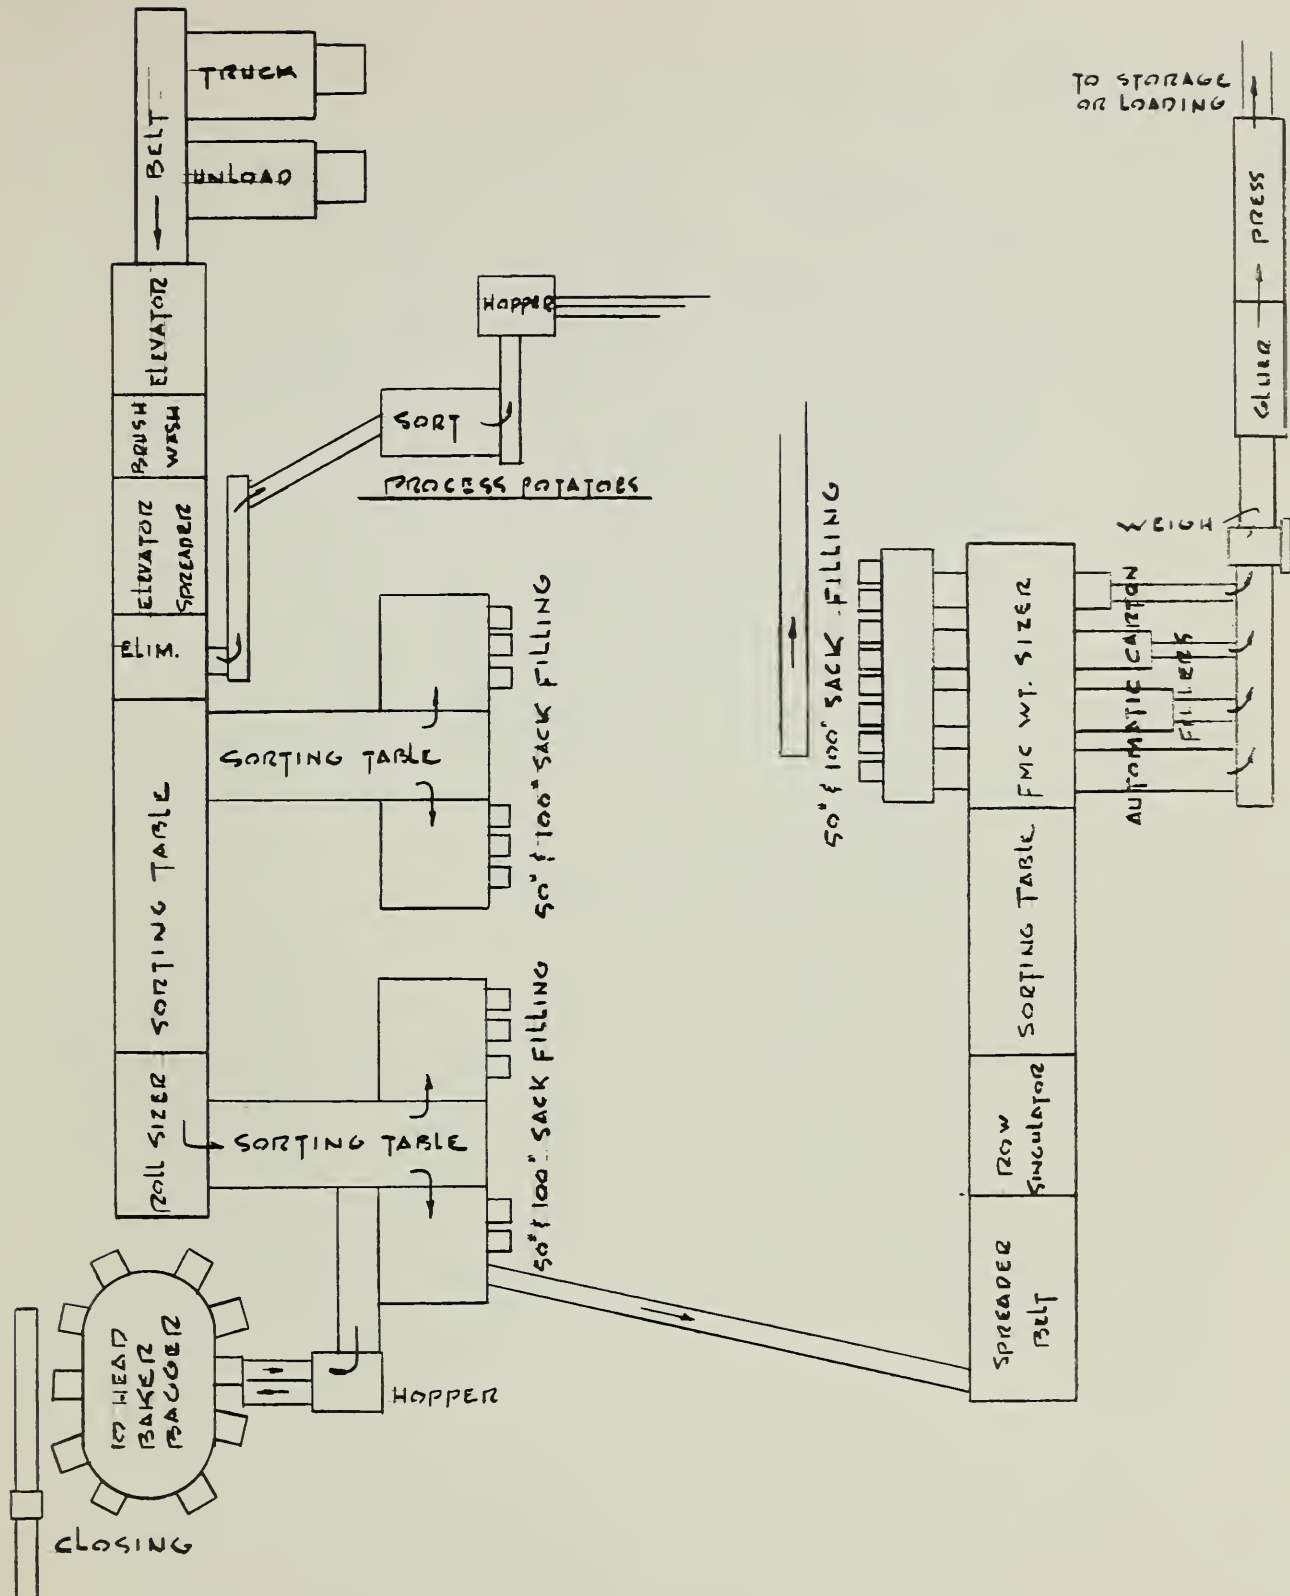 TRUCK
BELT
UNLOAD
ELEVATOR
BRUSH
WASH
ELEVATOR
SPREADER
ELIM.
HOPPER
SORT
PROCESS POTATOES
SORTING TABLE
50" & 100" SACK FILLING
SORTING TABLE
ROLL SIZER
SORTING TABLE
50" & 100" SACK FILLING
10 HEAD
BAKER
BAGGER
HOPPER
CLOSING
SPREADER
BELT
ROW
SINGULATOR
SORTING TABLE
FMC WT. SIZER
50" & 100" SACK FILLING
AUTOMATIC CARTON
FILLERS
WEIGH
GLUER
PRESS
TO STORAGE
OR LOADING